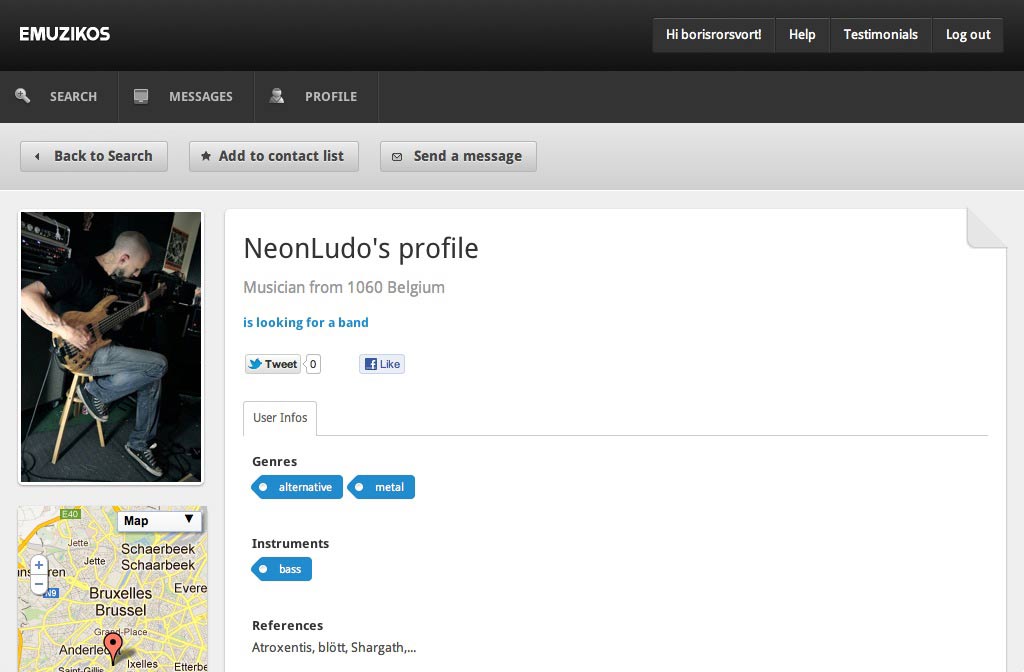 EMUZIKOS
Hi borisrorsvort! Help Testimonials Log out
SEARCH MESSAGES PROFILE
Back to Search Add to contact list Send a message
NeonLudo's profile
Musician from 1060 Belgium
is looking for a band
Tweet 0 Like
User Infos
Genres
alternative metal
Instruments
bass
References
Atroxentis, blött, Shargath,...
E40 Map
Jette Schaerbeek
Jette Schaerbeek
N9
Bruxelles Evere
Brussel
Grand-Place
Ixelles Etterbe
Saint-Gilles